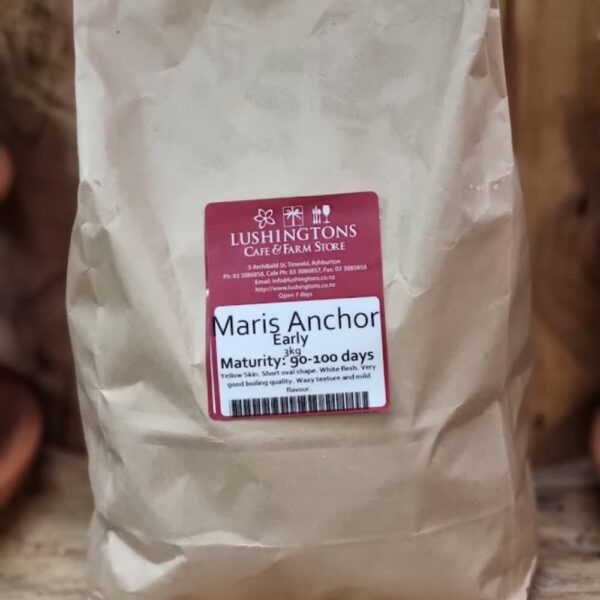 LUSHINGTONS
CAFE & FARM STORE
5 Archibald St, Tinwald, Ashburton
Ph: 03 3086858, Cafe Ph: 03 3086857, Fax: 03 3085858
Email: info@lushingtons.co.nz
http://www.lushingtons.co.nz
Open 7 days
Maris Anchor
Early
3kg
Maturity: 90-100 days
Yellow Skin. Short oval shape. White flesh. Very
good boiling quality. Waxy texture and mild
flavour.